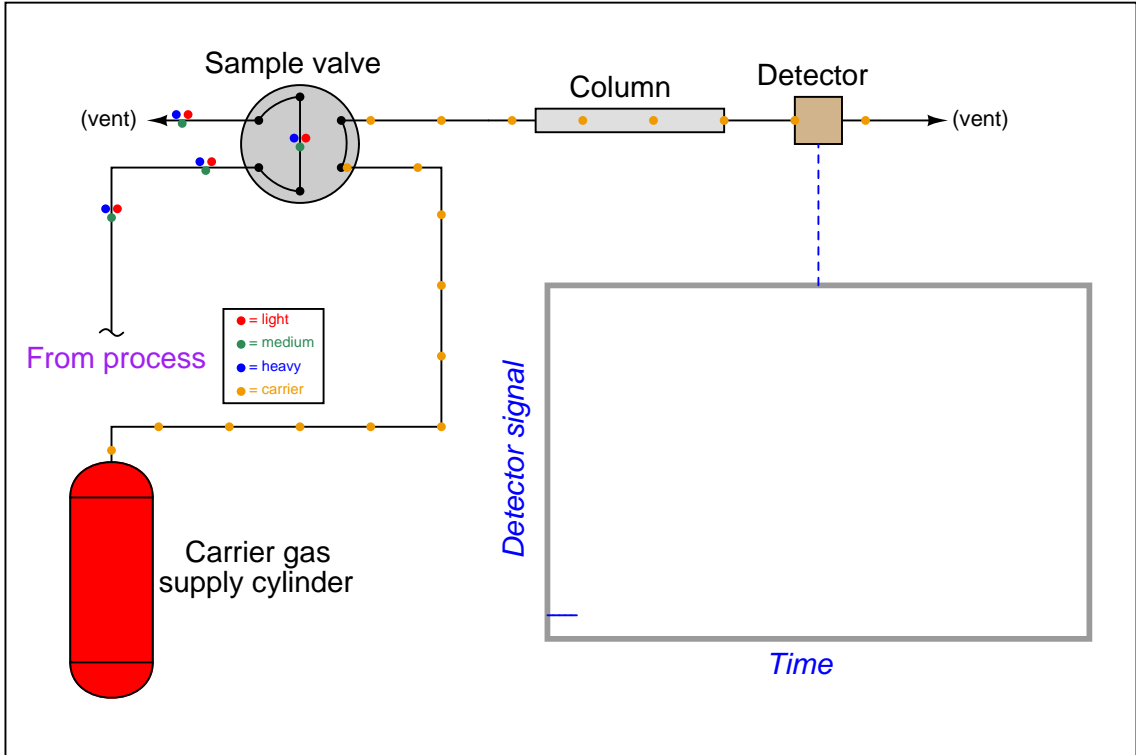 Sample valve
Column
Detector
(vent)
(vent)
= light
= medium
= heavy
= carrier
From process
Detector signal
Carrier gas
supply cylinder
Time